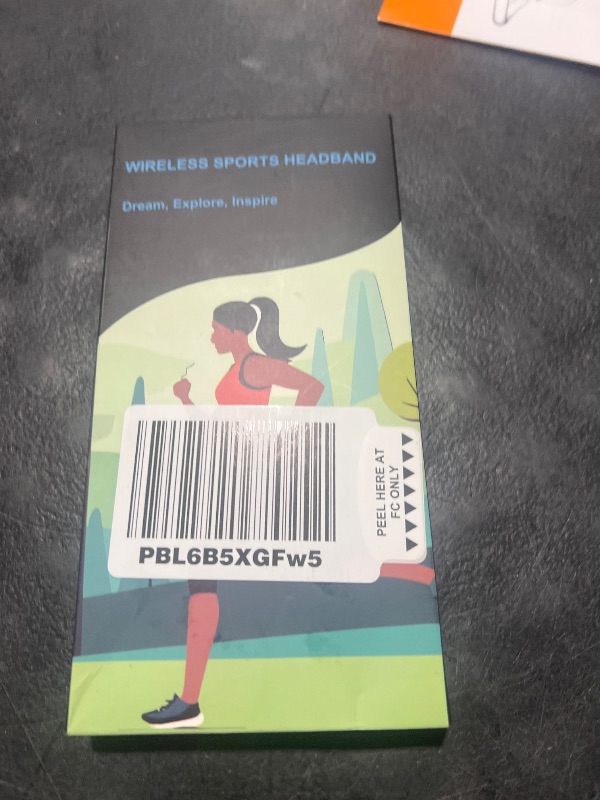 WIRELESS SPORTS HEADBAND
Dream, Explore, Inspire
PBL6B5XGFw5
PEEL HERE AT
FC ONLY